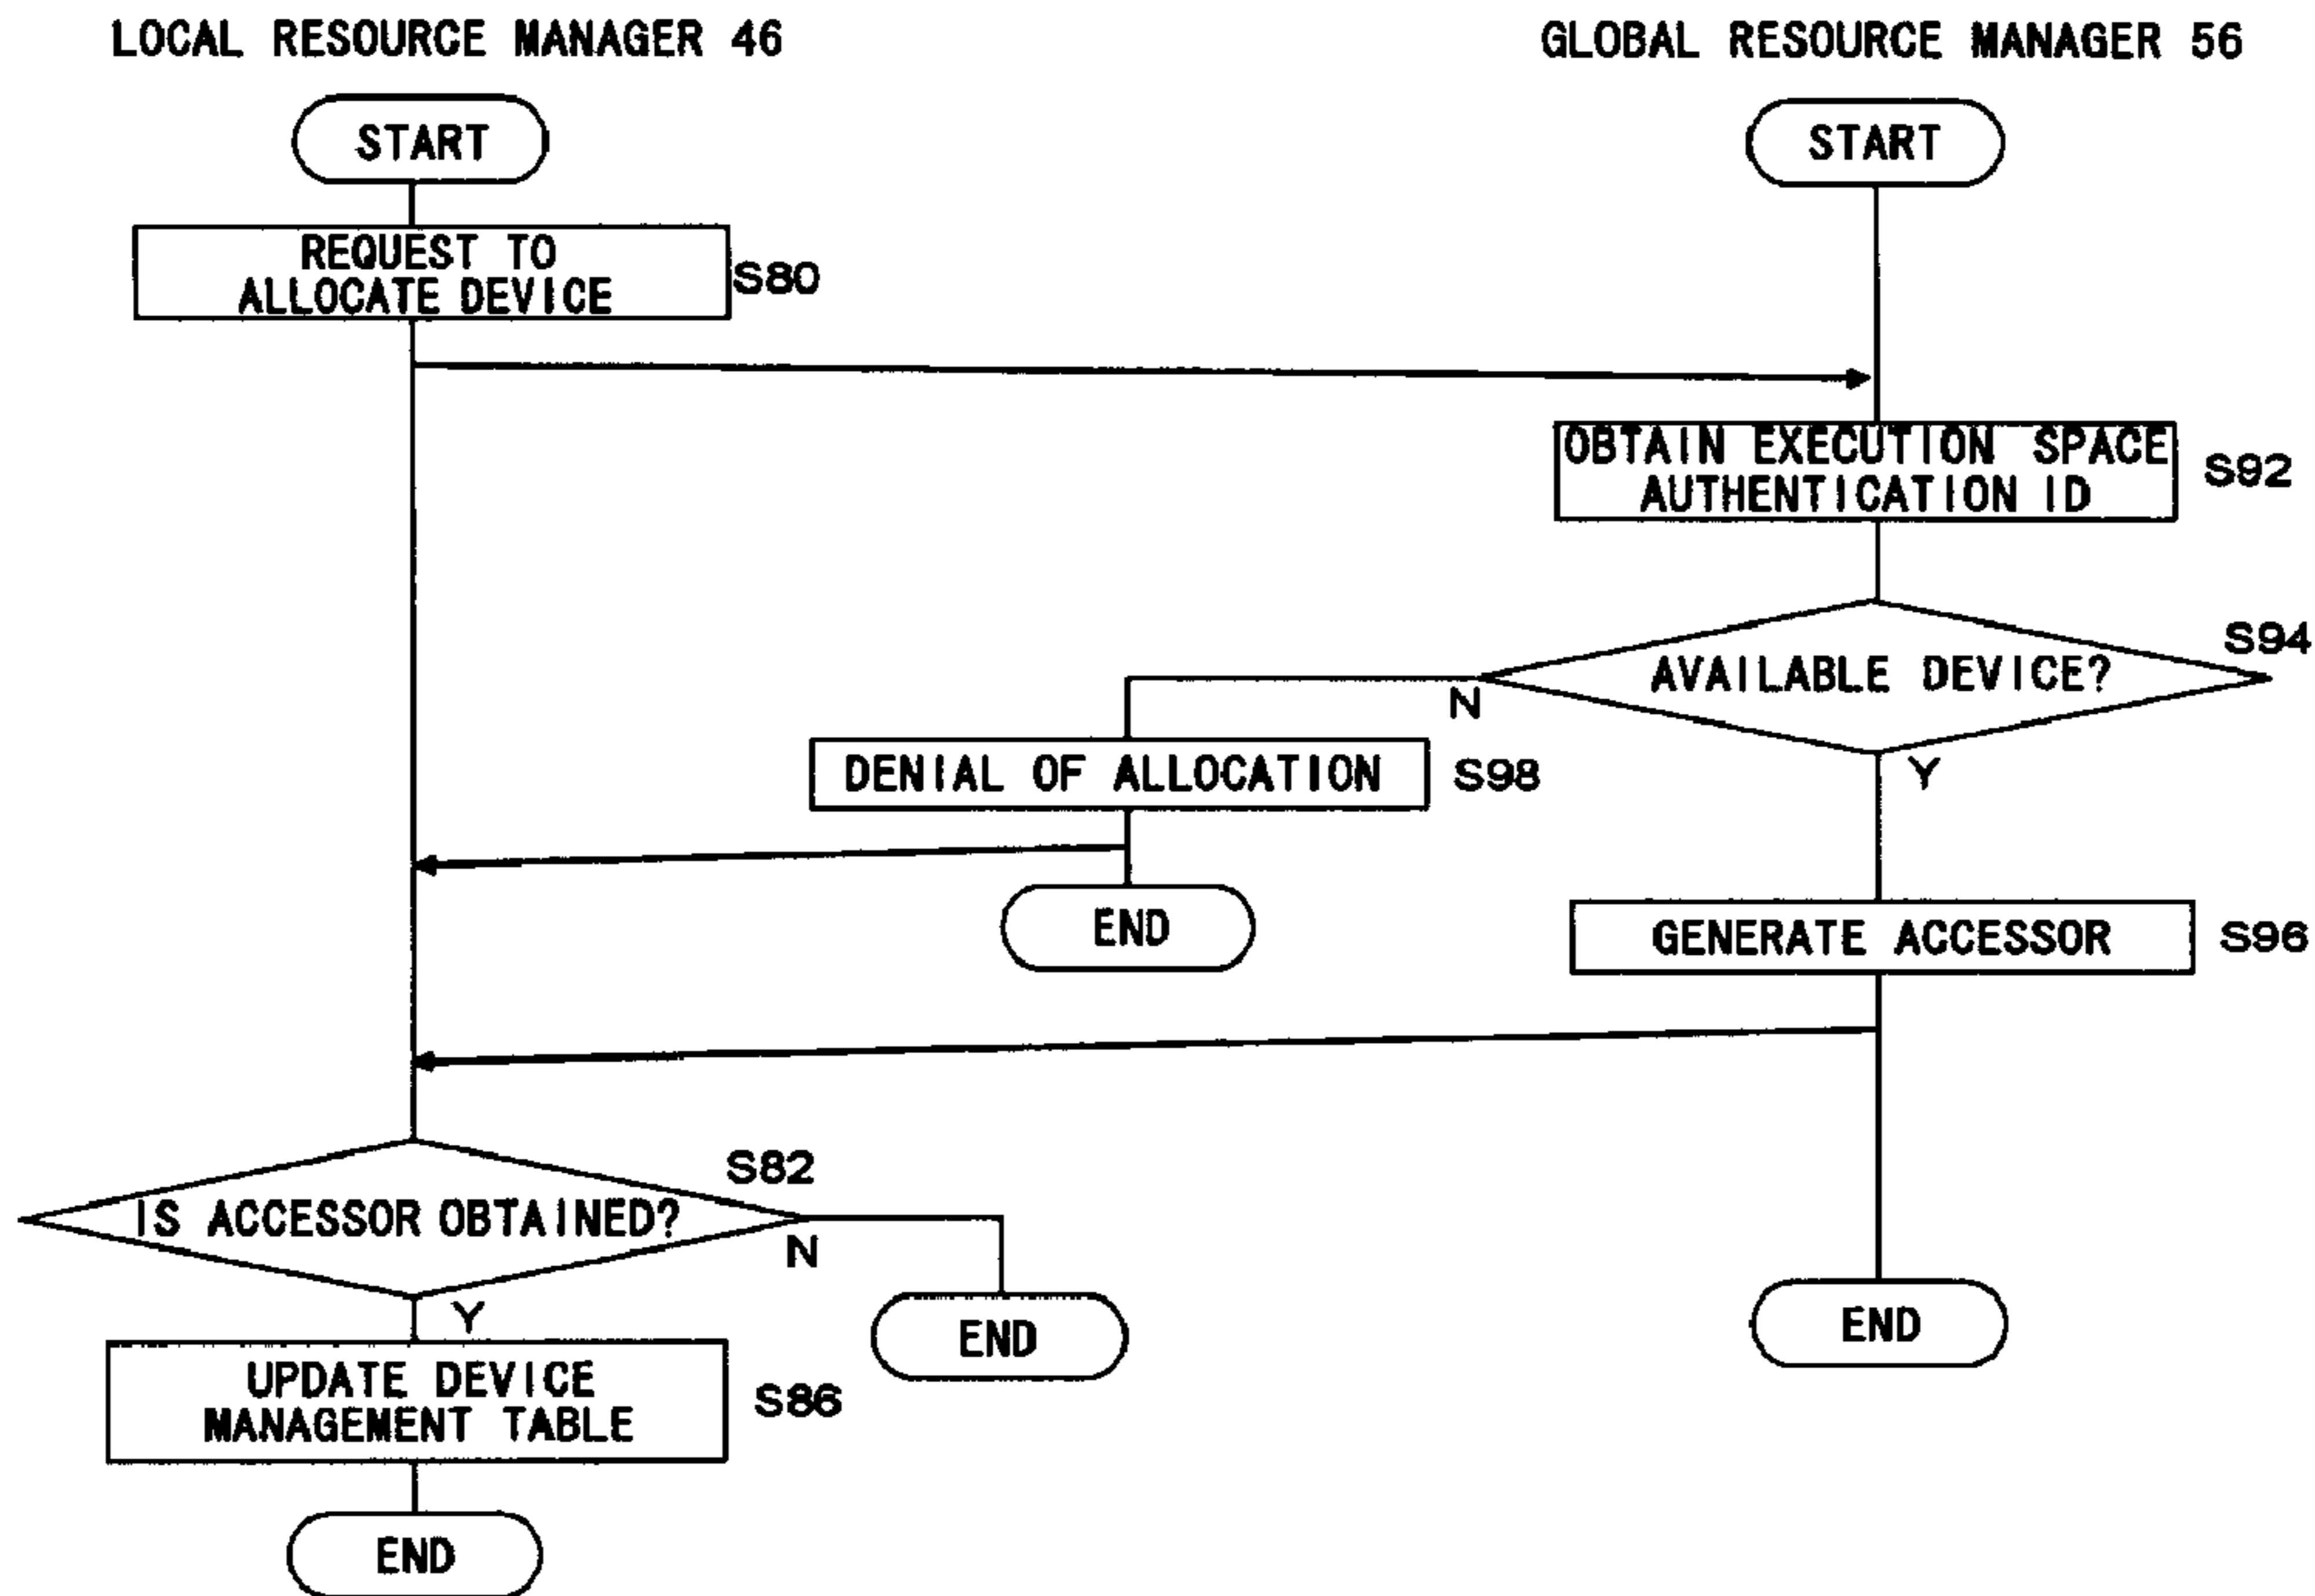 LOCAL RESOURCE MANAGER 46
GLOBAL RESOURCE MANAGER 56
START
START
REQUEST TO
ALLOCATE DEVICE
S80
OBTAIN EXECUTION SPACE
AUTHENTICATION ID
S92
S94
AVAILABLE DEVICE?
N
Y
DENIAL OF ALLOCATION
S98
END
GENERATE ACCESSOR
S96
S82
IS ACCESSOR OBTAINED?
N
Y
END
END
UPDATE DEVICE
MANAGEMENT TABLE
S86
END